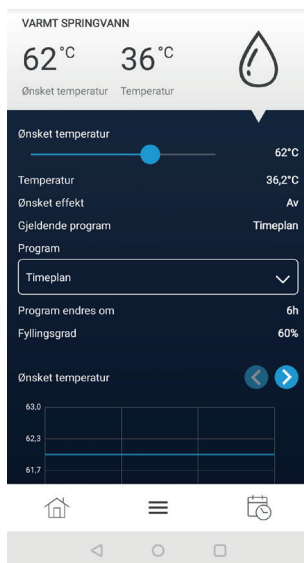 VARMT SPRINGVANN
62°C 36°C
Ønsket temperatur Temperatur
Ønsket temperatur
62°C
Temperatur 36,2°C
Ønsket effekt Av
Gjeldende program Timeplan
Program
Timeplan
Program endres om 6h
Fyllingsgrad 60%
Ønsket temperatur
63,0
62,3
61,7